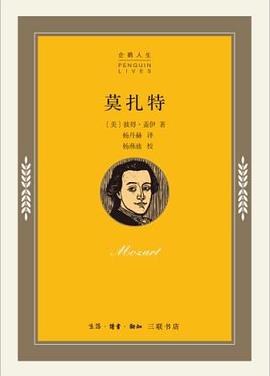 企鹅人生
PENGUIN
LIVES
莫扎特
［美］彼得·盖伊 著
杨丹赫 译
杨燕迪 校
Mozart
生活·讀書·新知 三联书店